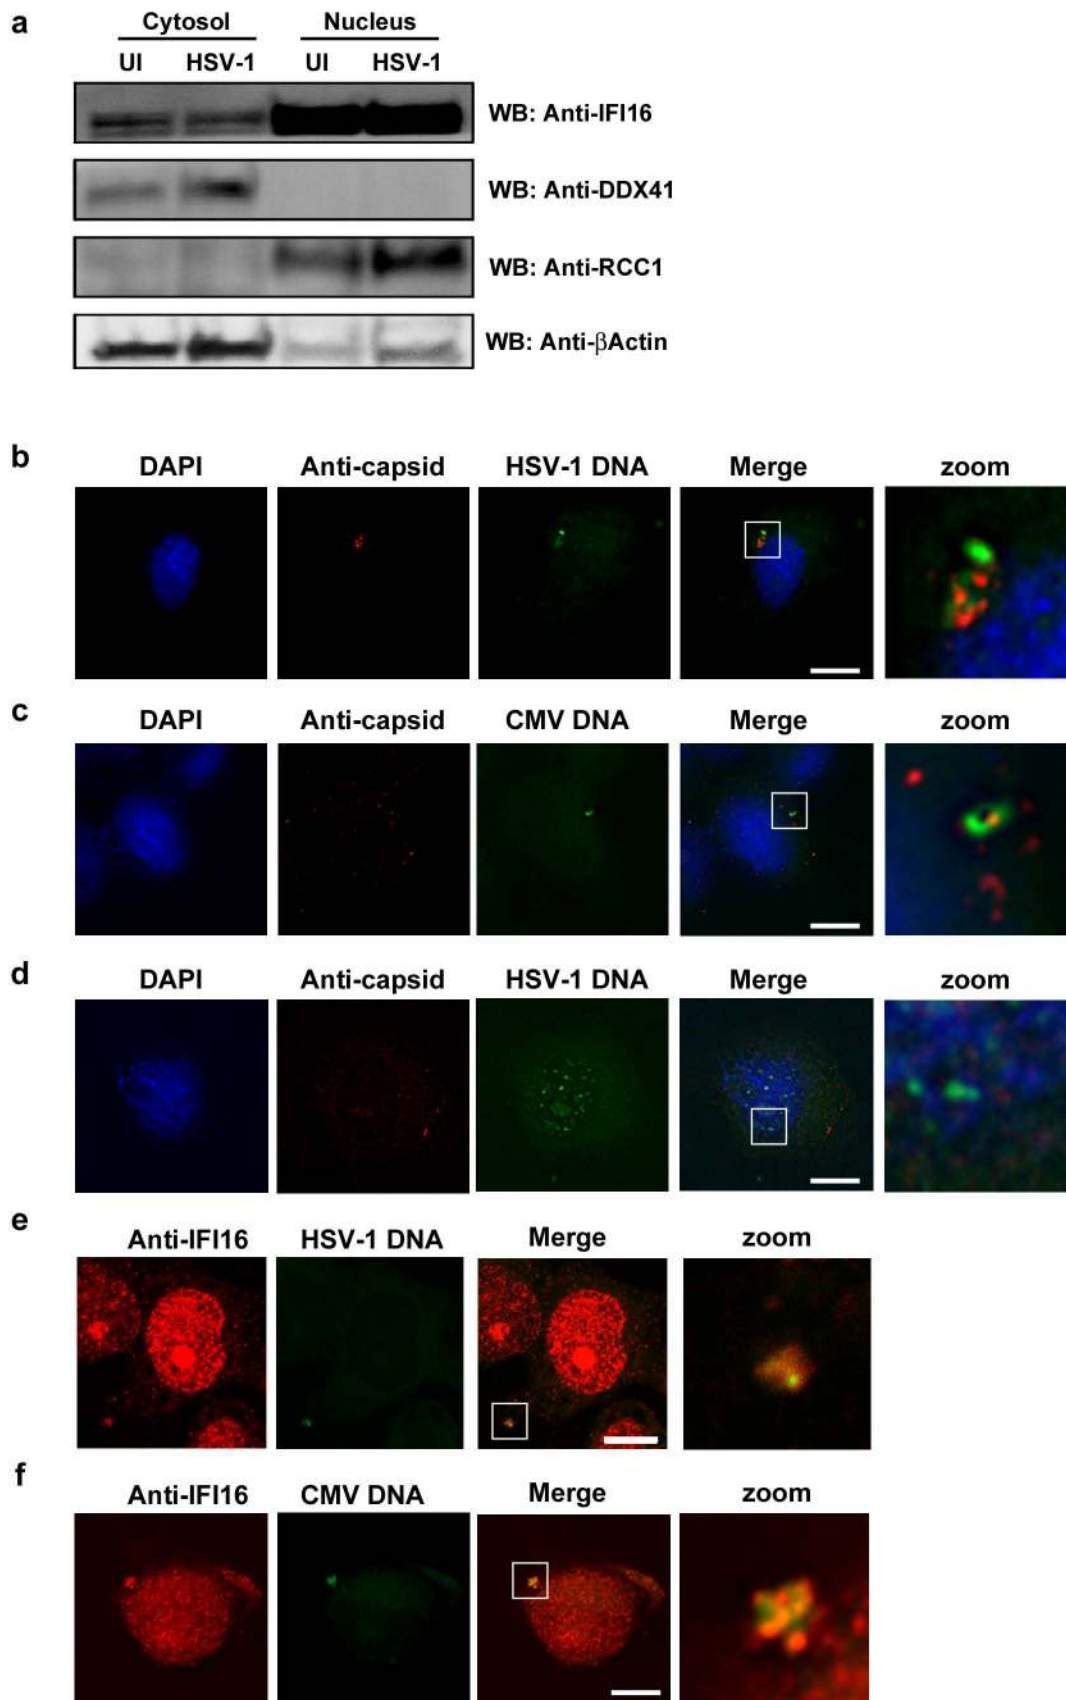 a
Cytosol Nucleus
UI HSV-1 UI HSV-1
WB: Anti-IFI16
WB: Anti-DDX41
WB: Anti-RCC1
WB: Anti-βActin
b
DAPI Anti-capsid HSV-1 DNA Merge zoom
c
DAPI Anti-capsid CMV DNA Merge zoom
d
DAPI Anti-capsid HSV-1 DNA Merge zoom
e
Anti-IFI16 HSV-1 DNA Merge zoom
f
Anti-IFI16 CMV DNA Merge zoom